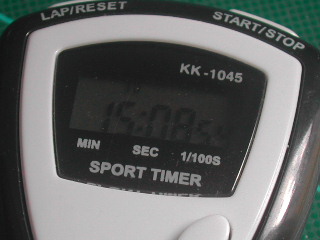 LAP/RESET
START/STOP
KK-1045
15:08
MIN SEC 1/100S
SPORT TIMER